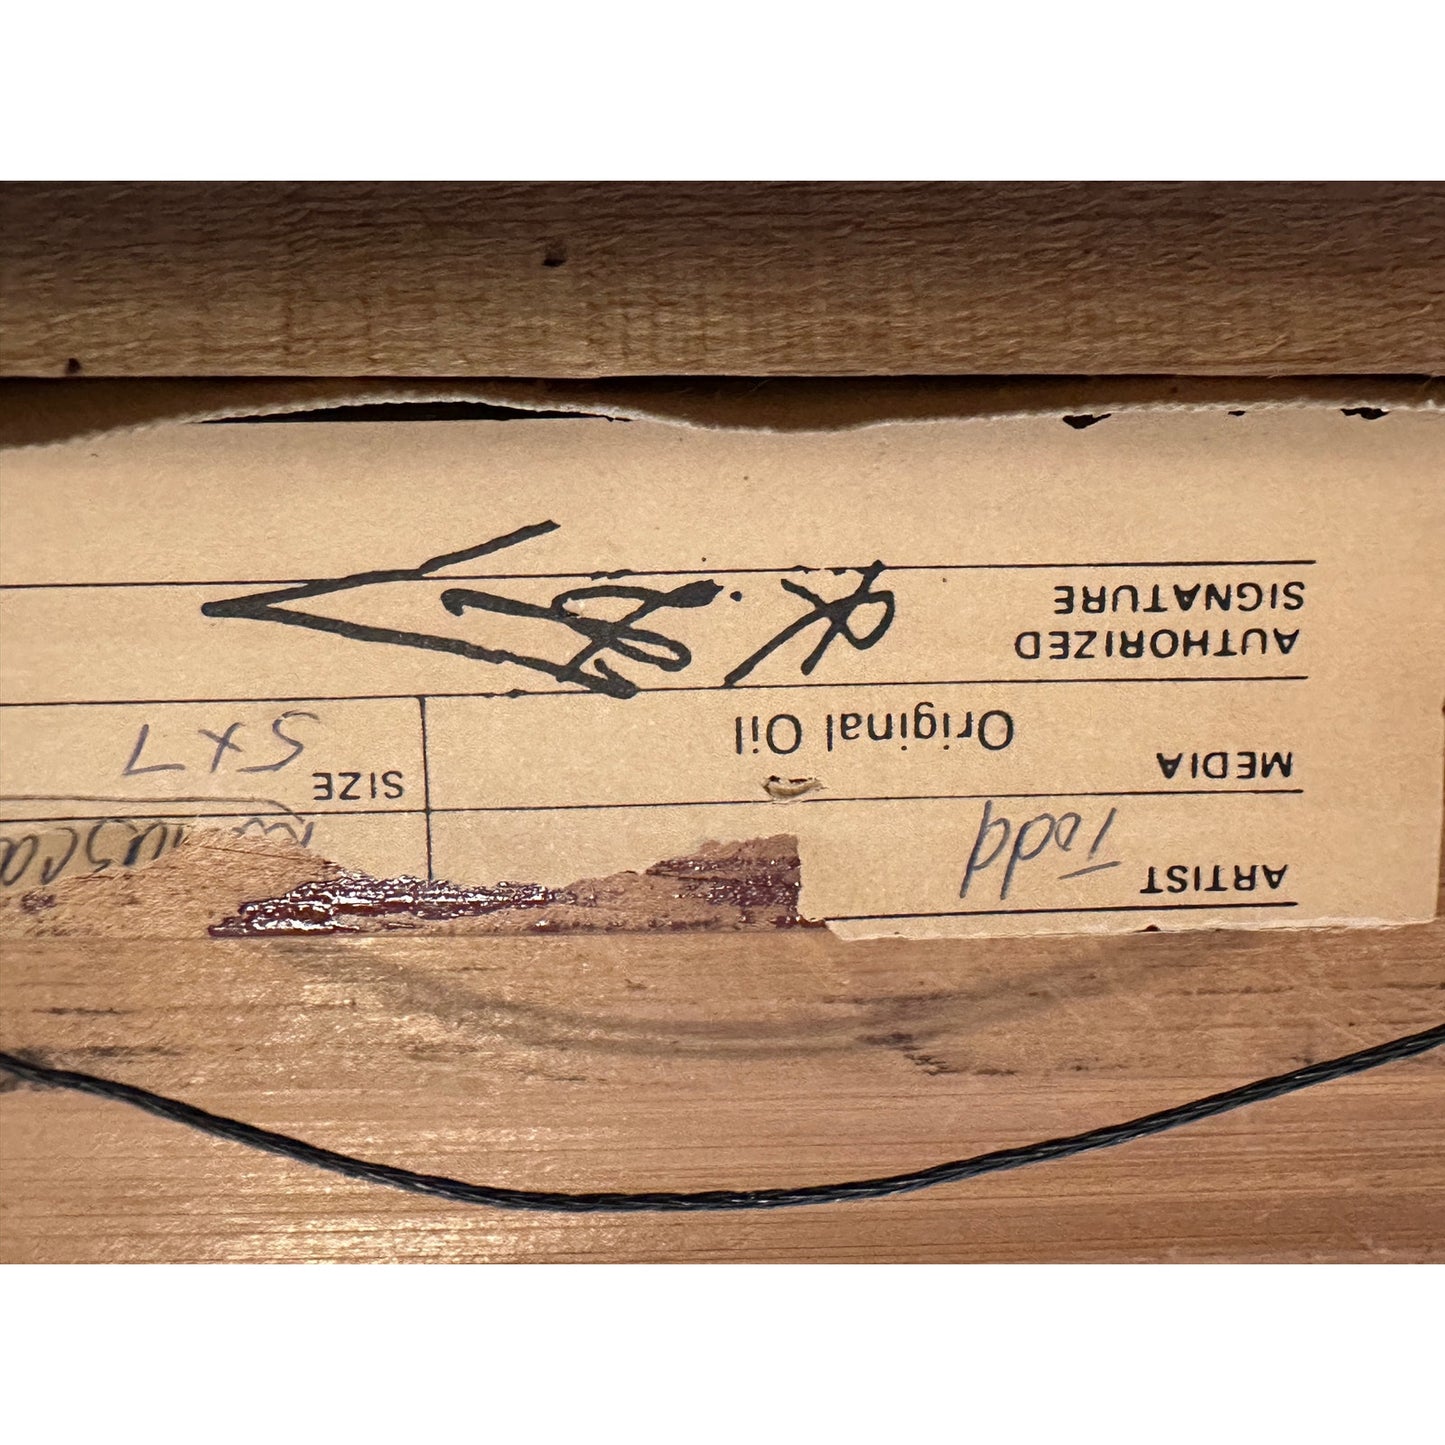 ARTIST Todd
MEDIA Original Oil SIZE 5x7
AUTHORIZED
SIGNATURE